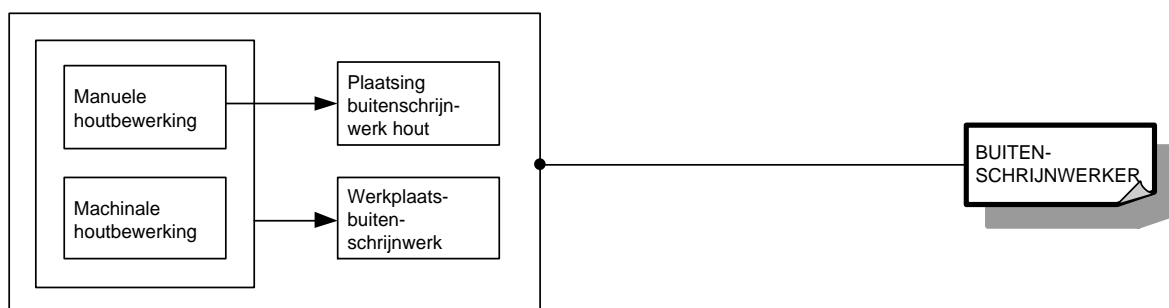 Manuele
houtbewerking
Plaatsing
buitenschrijn-
werk hout
Machinale
houtbewerking
Werkplaats-
buiten-
schrijnwerk
BUITEN-
SCHRIJNWERKER